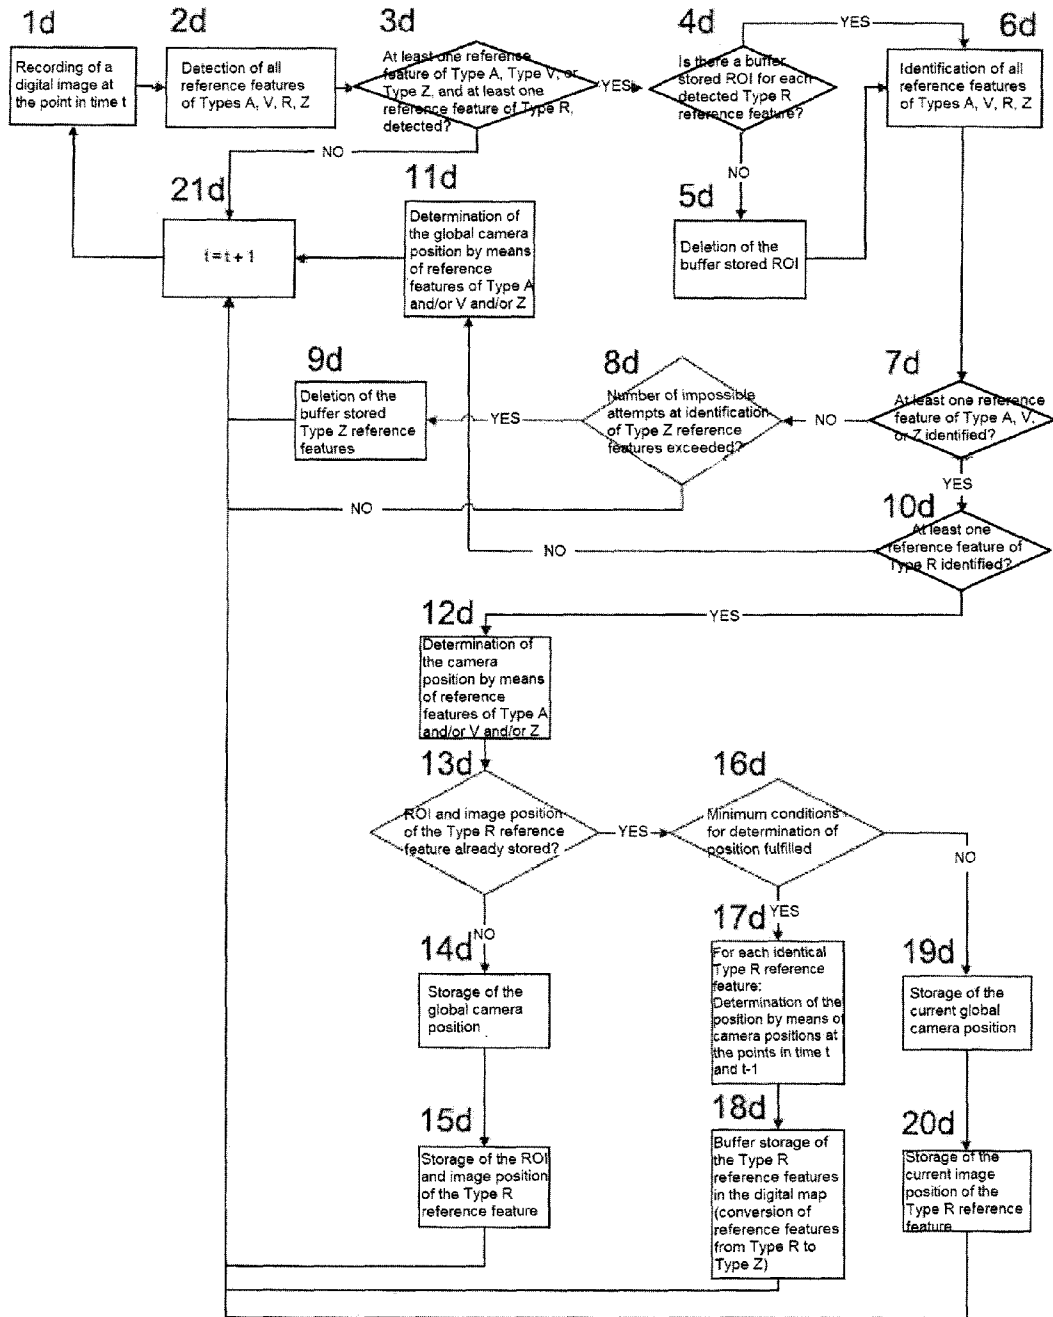 1d
Recording of a
digital image at
the point in time t
2d
Detection of all
reference features
of Types A, V, R, Z
3d
At least one reference
feature of Type A, Type V, or
Type Z, and at least one
reference feature of Type R,
detected?
YES
NO
4d
Is there a buffer
stored ROI for each
detected Type R
reference feature?
YES
NO
5d
Deletion of the
buffer stored ROI
6d
Identification of all
reference features
of Types A, V, R, Z
21d
t=t+1
11d
Determination of
the global camera
position by means
of reference
features of Type A
and/or V and/or Z
7d
At least one reference
feature of Type A, V,
or Z identified?
NO
YES
8d
Number of impossible
attempts at identification
of Type Z reference
features exceeded?
YES
NO
9d
Deletion of the
buffer stored
Type Z reference
features
10d
At least one
reference feature of
Type R identified?
NO
YES
12d
Determination of
the camera
position by means
of reference
features of Type A
and/or V and/or Z
13d
ROI and image position
of the Type R reference
feature already stored?
YES
NO
16d
Minimum conditions
for determination of
position fulfilled
NO
YES
14d
Storage of the
global camera
position
15d
Storage of the ROI
and image position
of the Type R
reference feature
17d
For each identical
Type R reference
feature:
Determination of the
position by means of
camera positions at
the points in time t
and t-1
18d
Buffer storage of
the Type R
reference features
in the digital map
(conversion of
reference features
from Type R to
Type Z)
19d
Storage of the
current global
camera position
20d
Storage of the
current image
position of the
Type R reference
feature